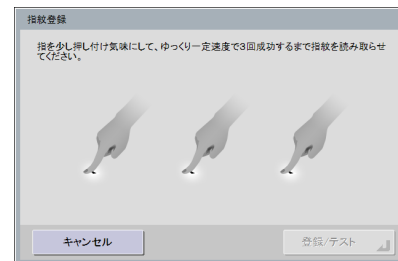 指紋登録
指を少し押し付け気味にして、ゆっくり一定速度で3回成功するまで指紋を読み取らせ
てください。
キャンセル
登録/テスト